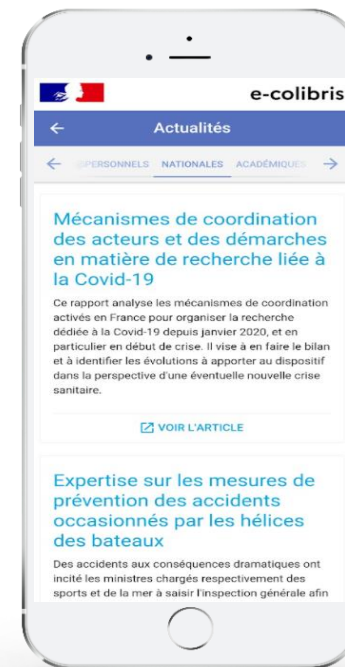 e-colibris
Actualités
PERSONNELS NATIONALES ACADÉMIQUES
Mécanismes de coordination
des acteurs et des démarches
en matière de recherche liée à
la Covid-19
Ce rapport analyse les mécanismes de coordination
activés en France pour organiser la recherche
dédiée à la Covid-19 depuis janvier 2020, et en
particulier en début de crise. Il vise à en faire le bilan
et à identifier les évolutions à apporter au dispositif
dans la perspective d'une éventuelle nouvelle crise
sanitaire.
VOIR L'ARTICLE
Expertise sur les mesures de
prévention des accidents
occasionnés par les hélices
des bateaux
Des accidents aux conséquences dramatiques ont
incité les ministres chargés respectivement des
sports et de la mer à saisir l'inspection générale afin